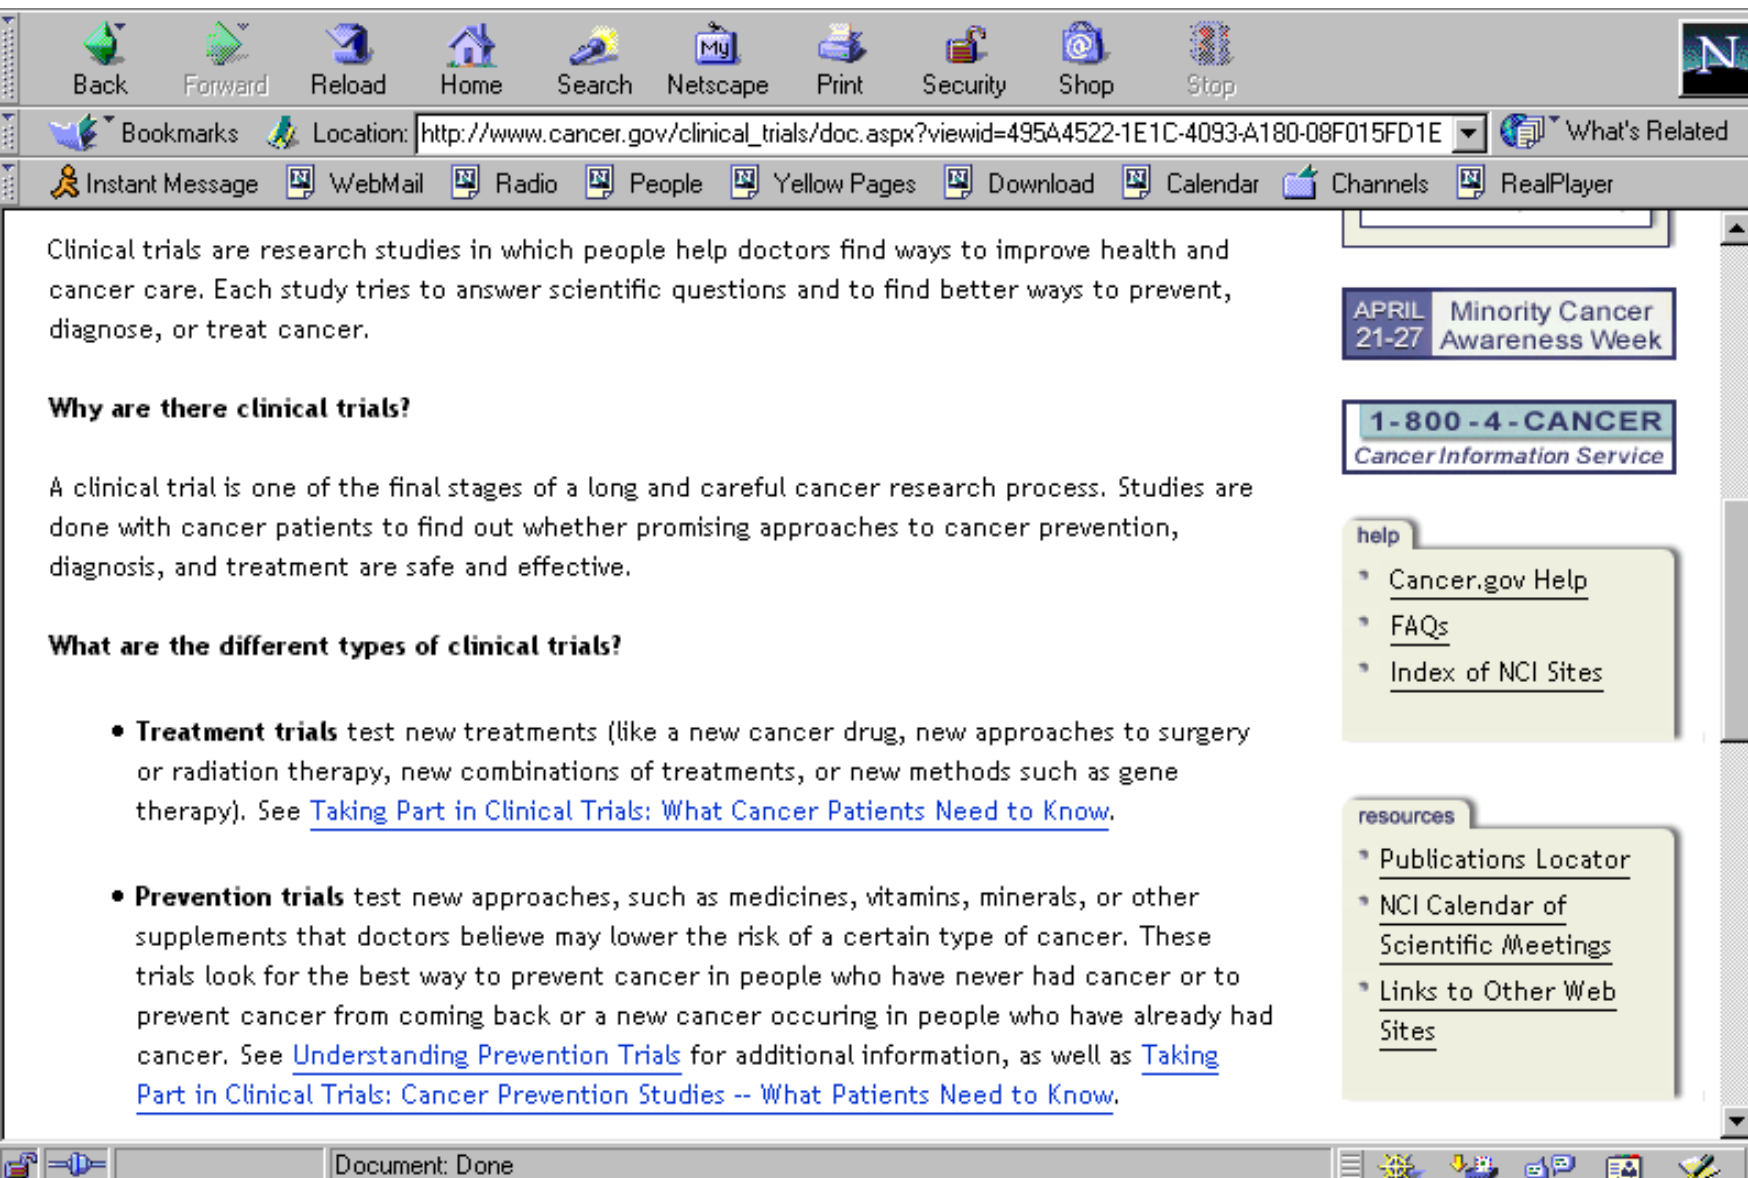 Back Forward Reload Home Search Netscape Print Security Shop Stop
My
N
Bookmarks Location: http://www.cancer.gov/clinical_trials/doc.aspx?viewid=495A4522-1E1C-4093-A180-08F015FD1E What's Related
Instant Message WebMail Radio People Yellow Pages Download Calendar Channels RealPlayer
Clinical trials are research studies in which people help doctors find ways to improve health and
cancer care. Each study tries to answer scientific questions and to find better ways to prevent,
diagnose, or treat cancer.
Why are there clinical trials?
A clinical trial is one of the final stages of a long and careful cancer research process. Studies are
done with cancer patients to find out whether promising approaches to cancer prevention,
diagnosis, and treatment are safe and effective.
What are the different types of clinical trials?
• Treatment trials test new treatments (like a new cancer drug, new approaches to surgery
or radiation therapy, new combinations of treatments, or new methods such as gene
therapy). See Taking Part in Clinical Trials: What Cancer Patients Need to Know.
• Prevention trials test new approaches, such as medicines, vitamins, minerals, or other
supplements that doctors believe may lower the risk of a certain type of cancer. These
trials look for the best way to prevent cancer in people who have never had cancer or to
prevent cancer from coming back or a new cancer occuring in people who have already had
cancer. See Understanding Prevention Trials for additional information, as well as Taking
Part in Clinical Trials: Cancer Prevention Studies -- What Patients Need to Know.
APRIL
21-27
Minority Cancer
Awareness Week
1-800-4-CANCER
Cancer Information Service
help
Cancer.gov Help
FAQs
Index of NCI Sites
resources
Publications Locator
NCI Calendar of
Scientific Meetings
Links to Other Web
Sites
Document: Done